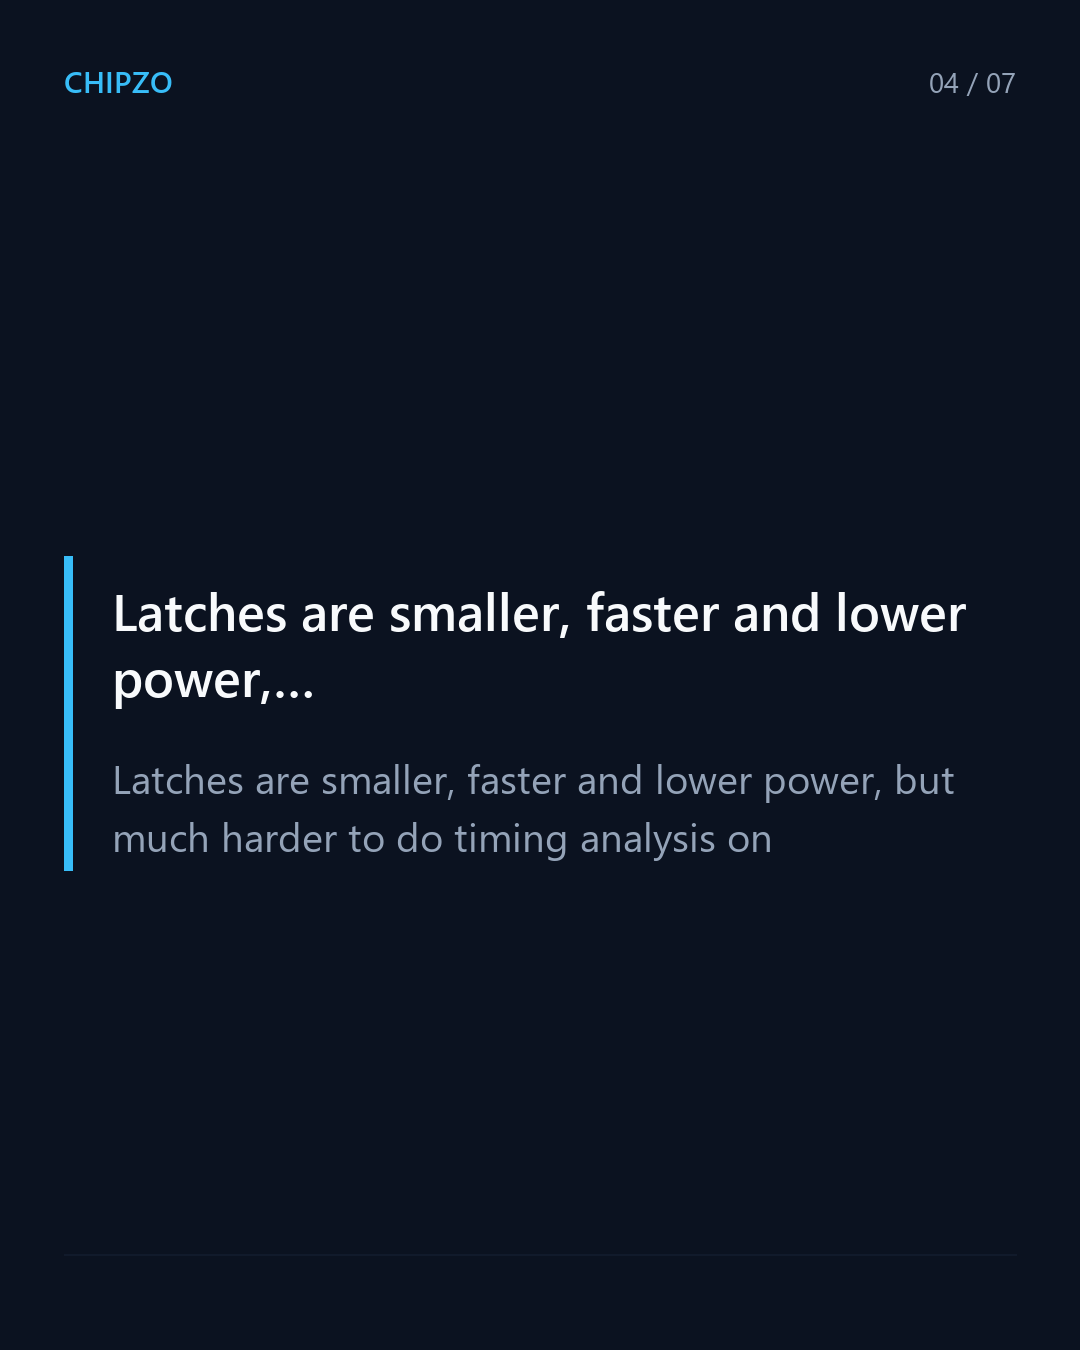 CHIPZO
04 / 07
Latches are smaller, faster and lower
power,...
Latches are smaller, faster and lower power, but
much harder to do timing analysis on